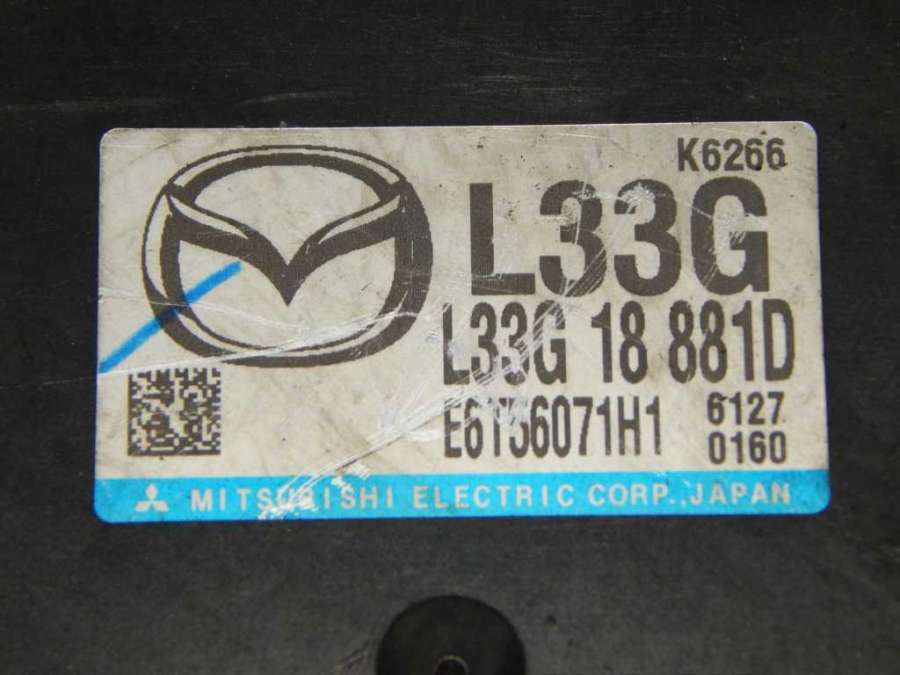 K6266
L33G
L33G 18 881D
E6T56071H1 6127
0160
MITSUBISHI ELECTRIC CORP., JAPAN